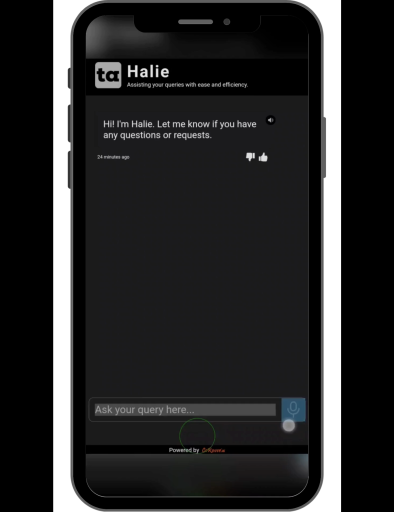 ta
Halie
Assisting your queries with ease and efficiency.
Hi! I'm Halie. Let me know if you have
any questions or requests.
24 minutes ago
Ask your query here...
Powered by